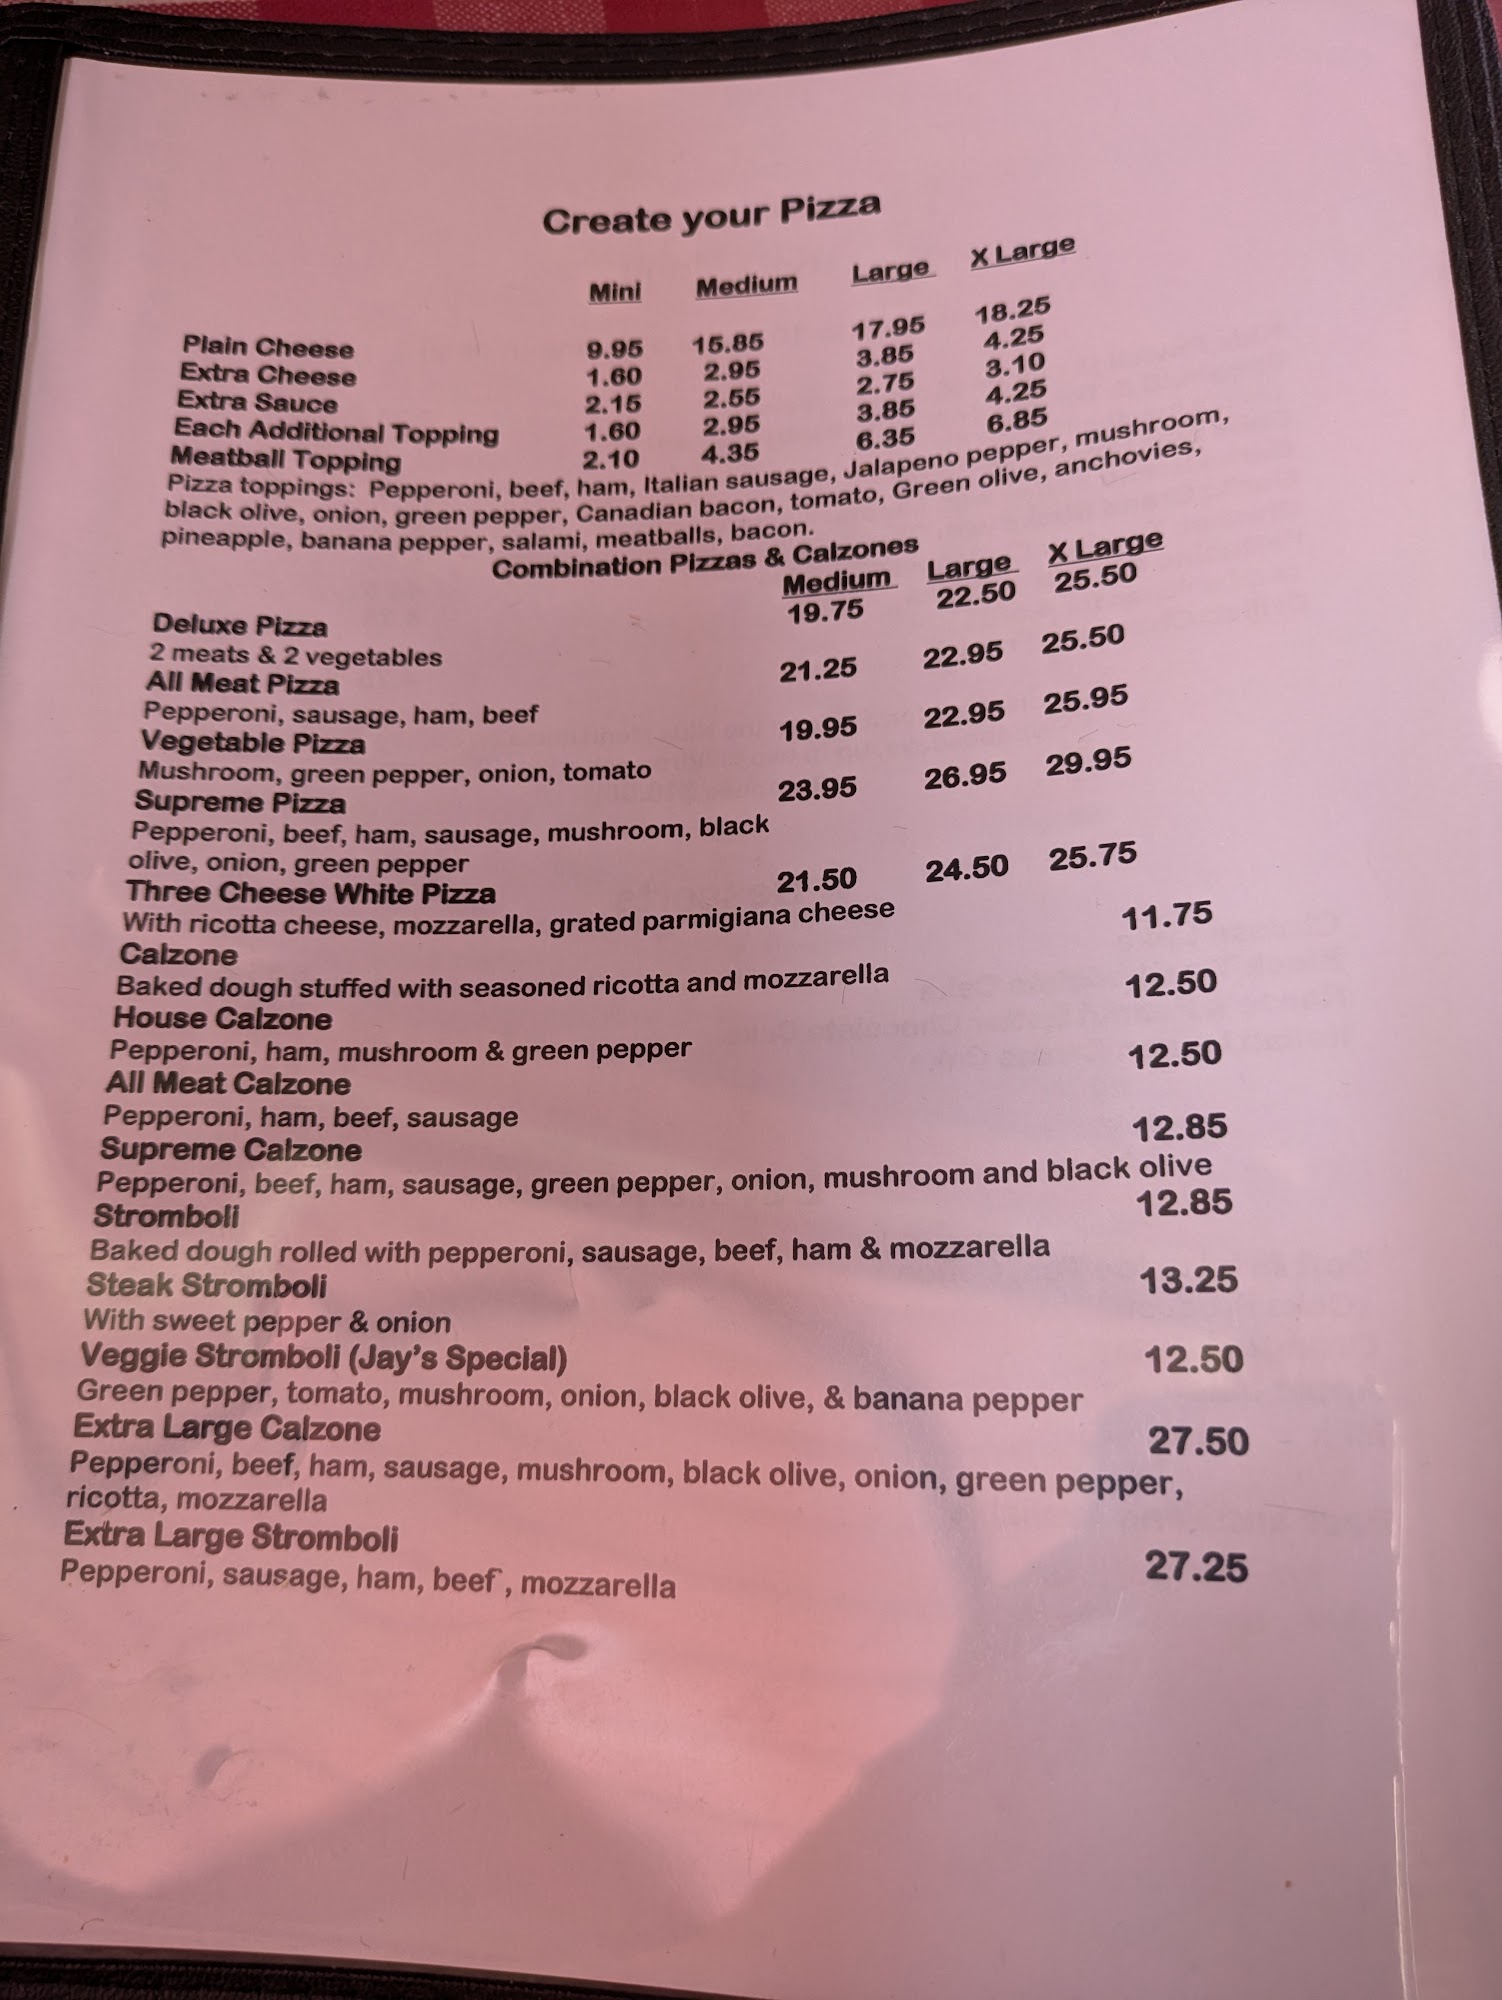 Create your Pizza
Mini Medium Large X Large
Plain Cheese 9.95 15.85 17.95 18.25
Extra Cheese 1.60 2.95 3.85 4.25
Extra Sauce 2.15 2.55 2.75 3.10
Each Additional Topping 1.60 2.95 3.85 4.25
Meatball Topping 2.10 4.35 6.35 6.85
Pizza toppings: Pepperoni, beef, ham, Italian sausage, Jalapeno pepper, mushroom,
black olive, onion, green pepper, Canadian bacon, tomato, Green olive, anchovies,
pineapple, banana pepper, salami, meatballs, bacon.
Combination Pizzas & Calzones
Medium Large X Large
Deluxe Pizza 19.75 22.50 25.50
2 meats & 2 vegetables
All Meat Pizza 21.25 22.95 25.50
Pepperoni, sausage, ham, beef
Vegetable Pizza 19.95 22.95 25.95
Mushroom, green pepper, onion, tomato
Supreme Pizza 23.95 26.95 29.95
Pepperoni, beef, ham, sausage, mushroom, black
olive, onion, green pepper
Three Cheese White Pizza 21.50 24.50 25.75
With ricotta cheese, mozzarella, grated parmigiana cheese
Calzone 11.75
Baked dough stuffed with seasoned ricotta and mozzarella
House Calzone 12.50
Pepperoni, ham, mushroom & green pepper
All Meat Calzone 12.50
Pepperoni, ham, beef, sausage
Supreme Calzone 12.85
Pepperoni, beef, ham, sausage, green pepper, onion, mushroom and black olive
Stromboli 12.85
Baked dough rolled with pepperoni, sausage, beef, ham & mozzarella
Steak Stromboli 13.25
With sweet pepper & onion
Veggie Stromboli (Jay's Special) 12.50
Green pepper, tomato, mushroom, onion, black olive, & banana pepper
Extra Large Calzone 27.50
Pepperoni, beef, ham, sausage, mushroom, black olive, onion, green pepper,
ricotta, mozzarella
Extra Large Stromboli 27.25
Pepperoni, sausage, ham, beef , mozzarella